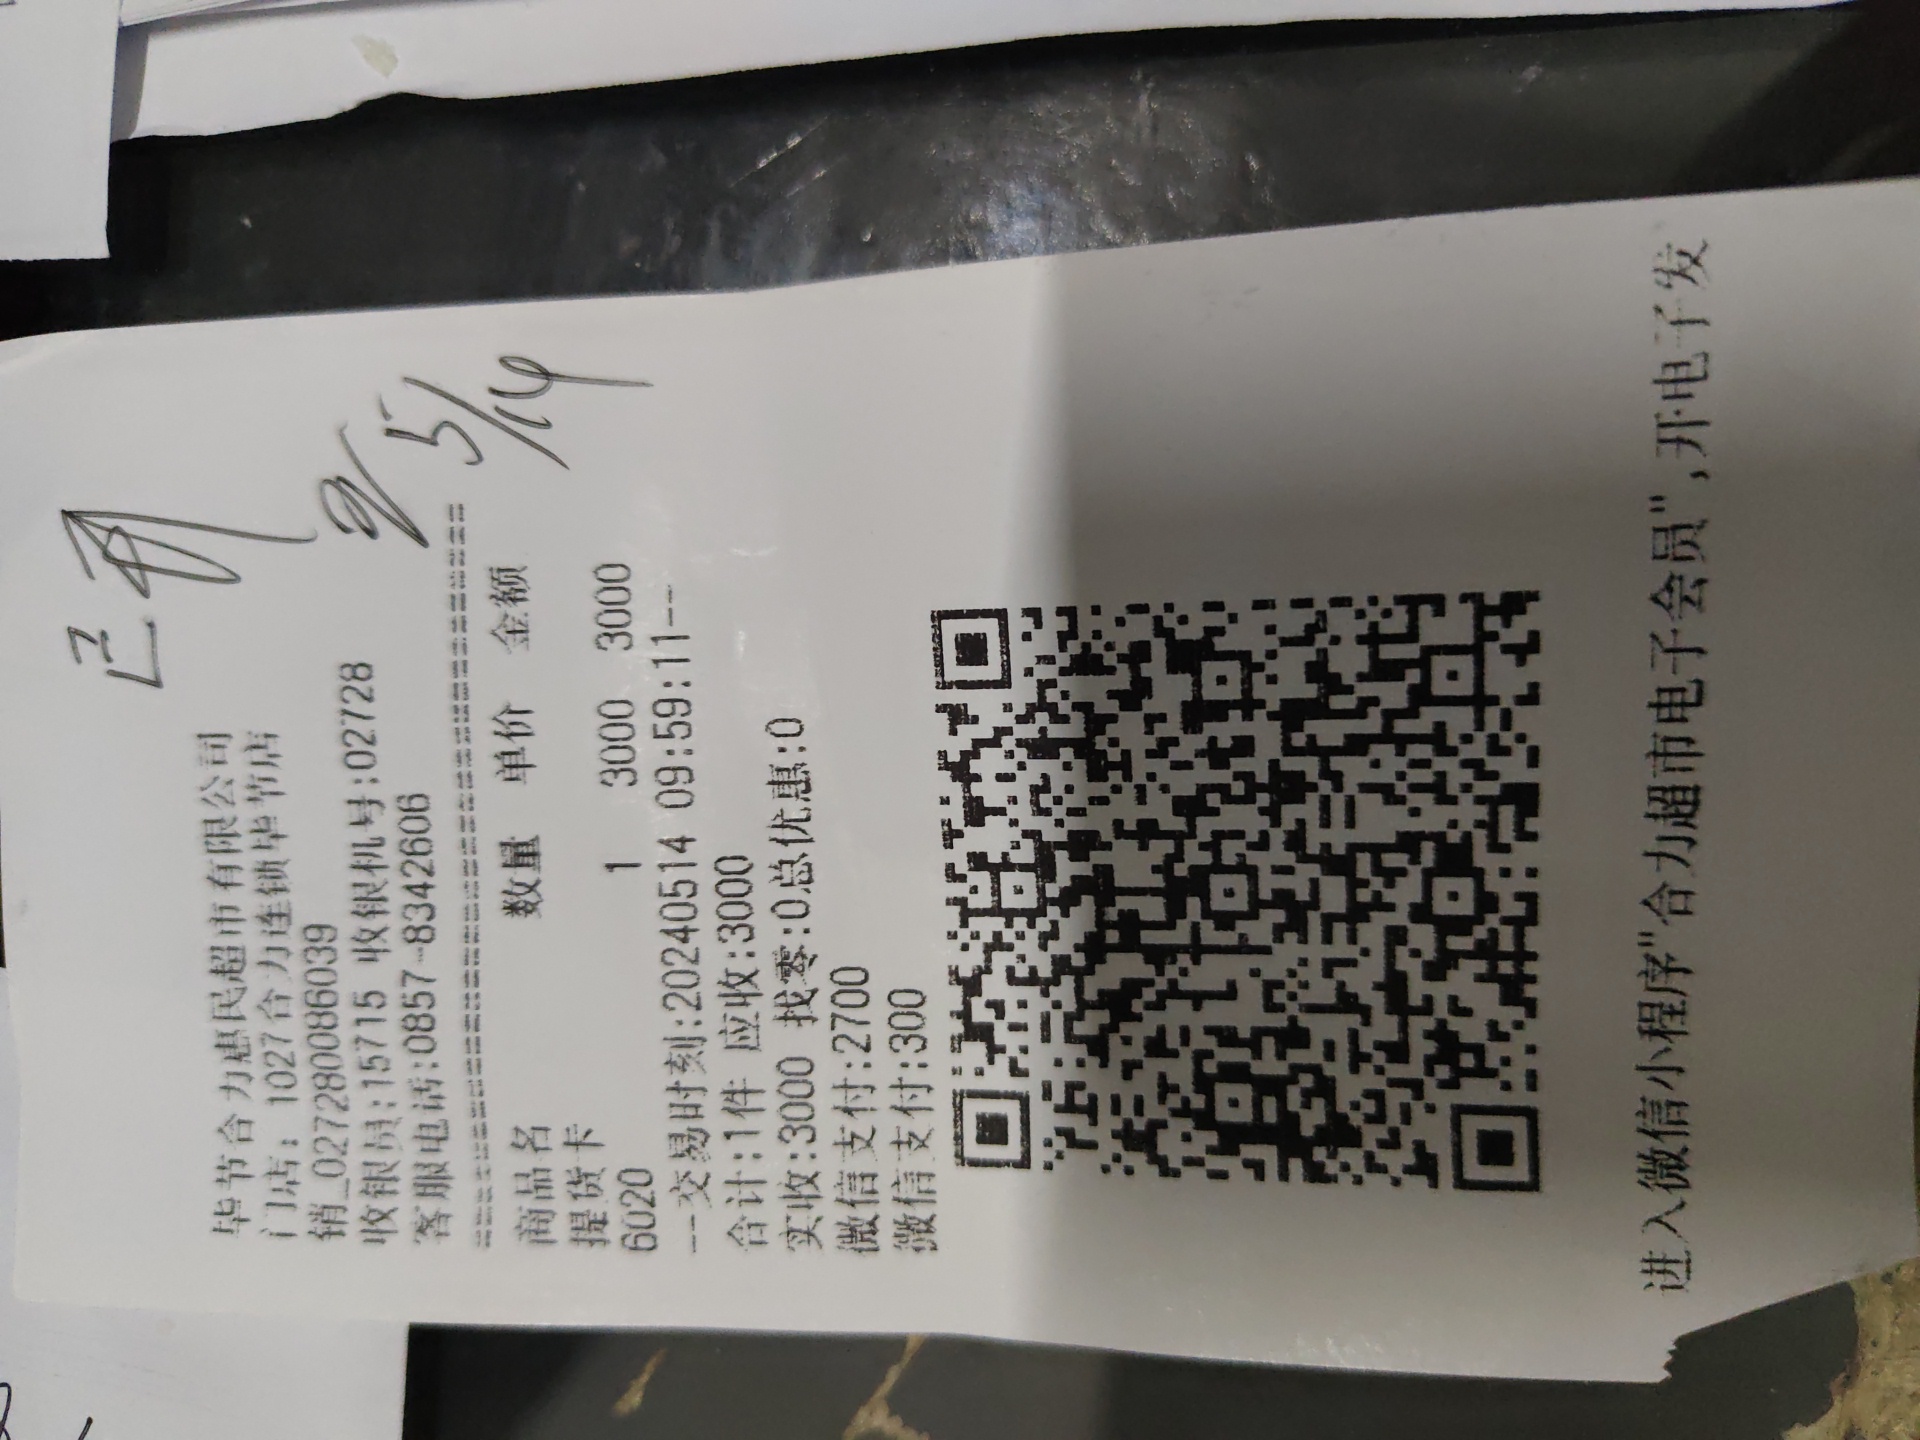 已开
5/14
毕节合力惠民超市有限公司
门店: 1027合力连锁毕节店
销_027280086039
收银员:15715 收银机号:02728
客服电话:0857-8342606
商品名 数量 单价 金额
提货卡
6020 1 3000 3000
--交易时刻:20240514 09:59:11--
合计:1件 应收:3000
实收:3000 找零:0总优惠:0
微信支付:2700
微信支付:300
进入微信小程序"合力超市电子会员",开电子发